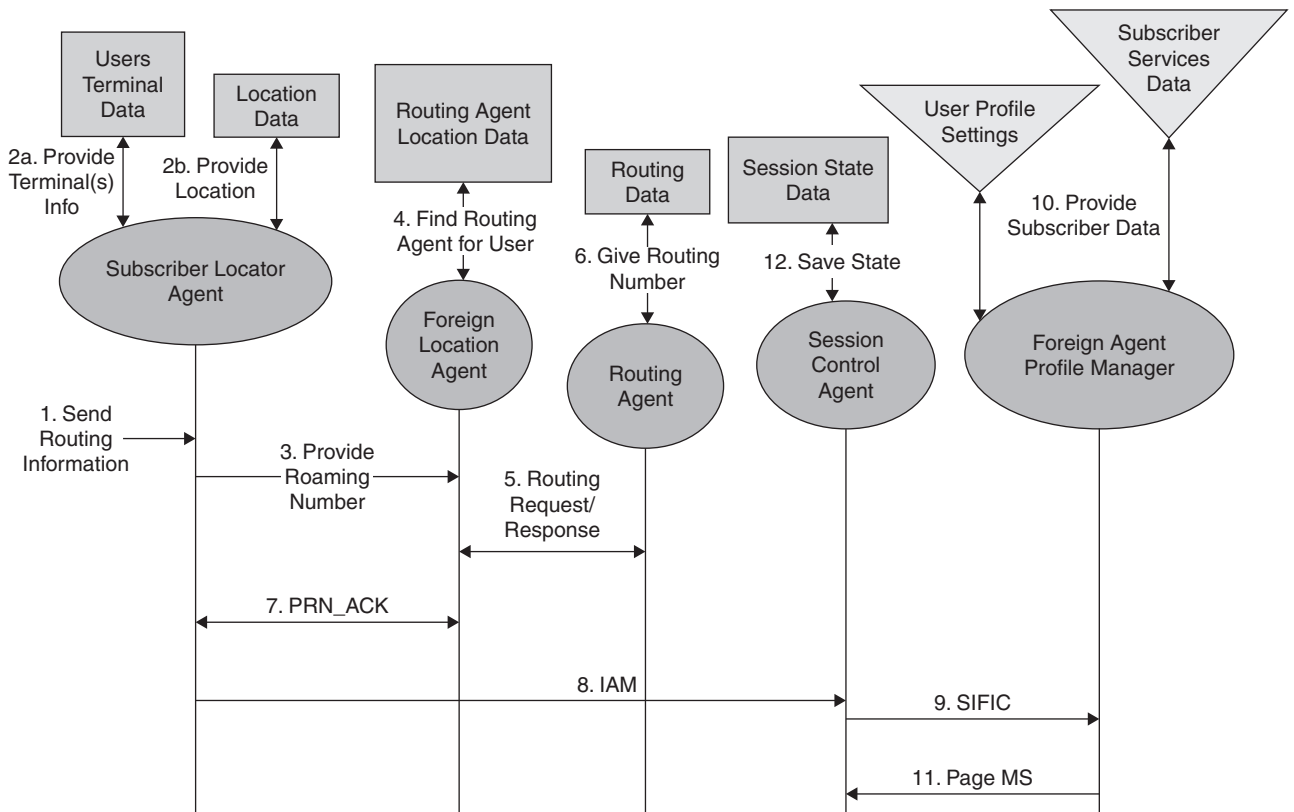 Users
Terminal
Data
Location
Data
Routing Agent
Location Data
Routing
Data
Session State
Data
User Profile
Settings
Subscriber
Services
Data
2a. Provide
Terminal(s)
Info
2b. Provide
Location
4. Find Routing
Agent for User
6. Give Routing
Number
12. Save State
10. Provide
Subscriber Data
Subscriber Locator
Agent
Foreign
Location
Agent
Routing
Agent
Session
Control
Agent
Foreign Agent
Profile Manager
1. Send
Routing
Information
3. Provide
Roaming
Number
5. Routing
Request/
Response
7. PRN_ACK
8. IAM
9. SIFIC
11. Page MS